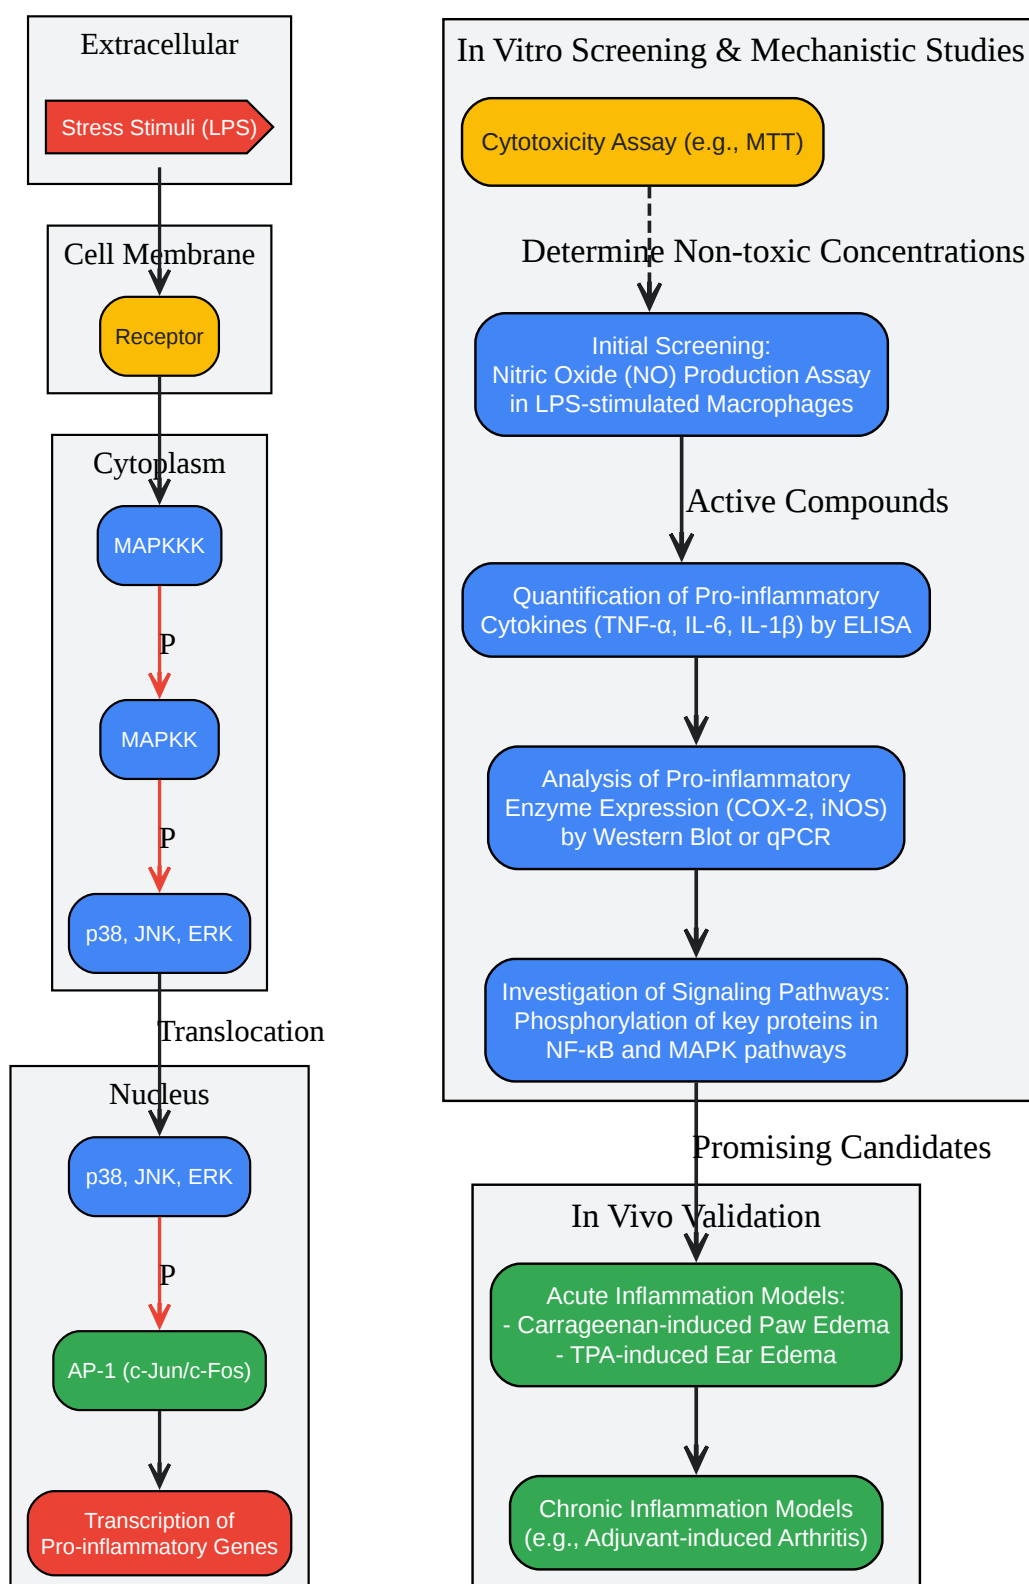 Extracellular
Stress Stimuli (LPS)
Cell Membrane
Receptor
Cytoplasm
MAPKKK
P
MAPKK
P
p38, JNK, ERK
Translocation
Nucleus
p38, JNK, ERK
P
AP-1 (c-Jun/c-Fos)
Transcription of
Pro-inflammatory Genes
In Vitro Screening & Mechanistic Studies
Cytotoxicity Assay (e.g., MTT)
Determine Non-toxic Concentrations
Initial Screening:
Nitric Oxide (NO) Production Assay
in LPS-stimulated Macrophages
Active Compounds
Quantification of Pro-inflammatory
Cytokines (TNF-α, IL-6, IL-1β) by ELISA
Analysis of Pro-inflammatory
Enzyme Expression (COX-2, iNOS)
by Western Blot or qPCR
Investigation of Signaling Pathways:
Phosphorylation of key proteins in
NF-κB and MAPK pathways
Promising Candidates
In Vivo Validation
Acute Inflammation Models:
- Carrageenan-induced Paw Edema
- TPA-induced Ear Edema
Chronic Inflammation Models
(e.g., Adjuvant-induced Arthritis)